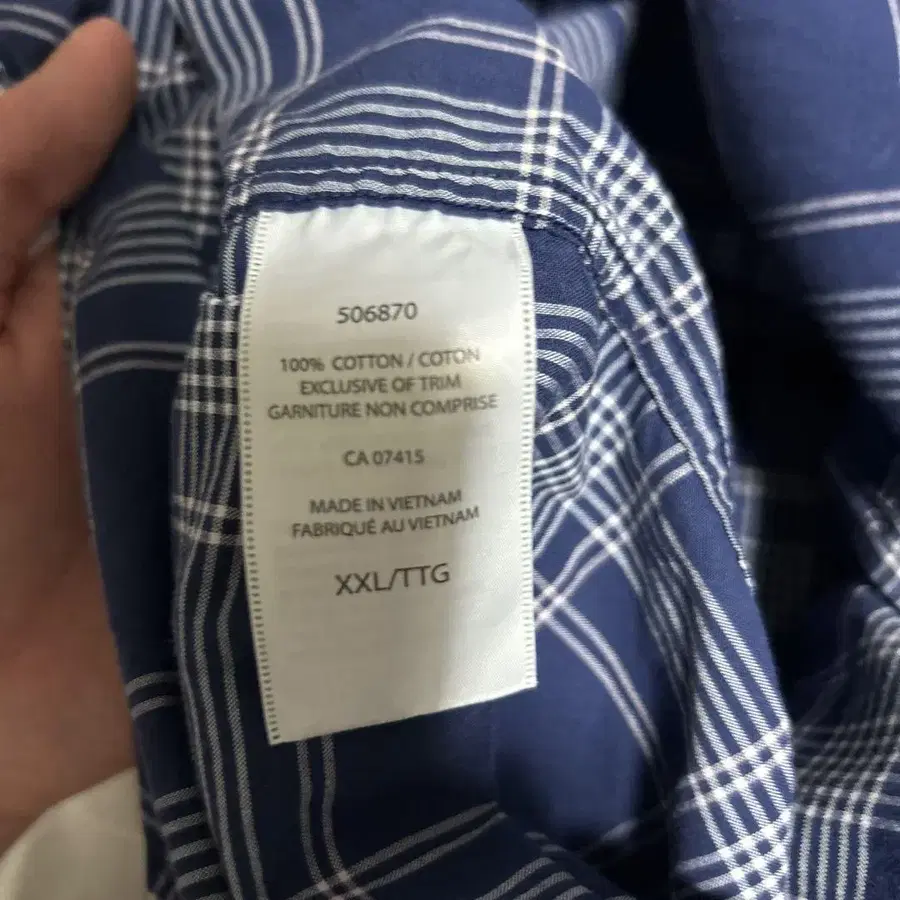 506870
100% COTTON / COTON
EXCLUSIVE OF TRIM
GARNITURE NON COMPRISE
CA 07415
MADE IN VIETNAM
FABRIQUÉ AU VIETNAM
XXL/TTG